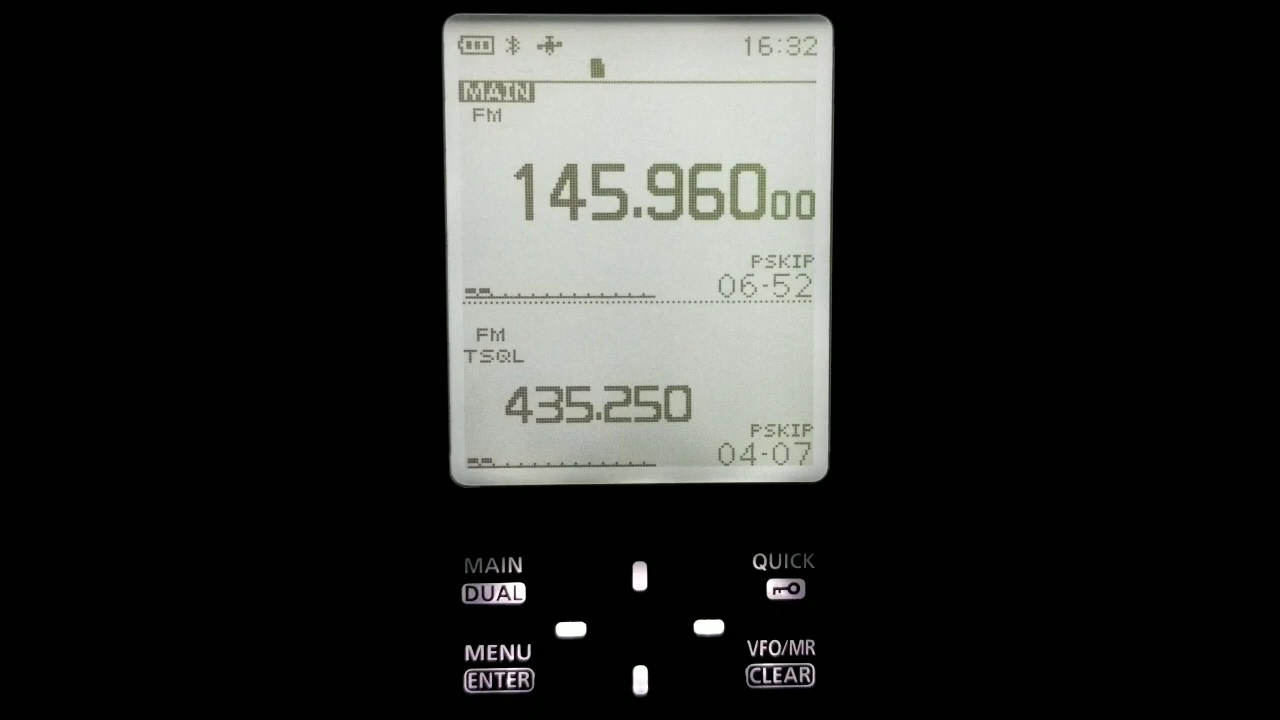 16:32
MAIN
FM
145.96000
PSKIP
06-52
FM
TSQL
435.250
PSKIP
04-07
MAIN QUICK
DUAL
MENU VFO/MR
ENTER CLEAR